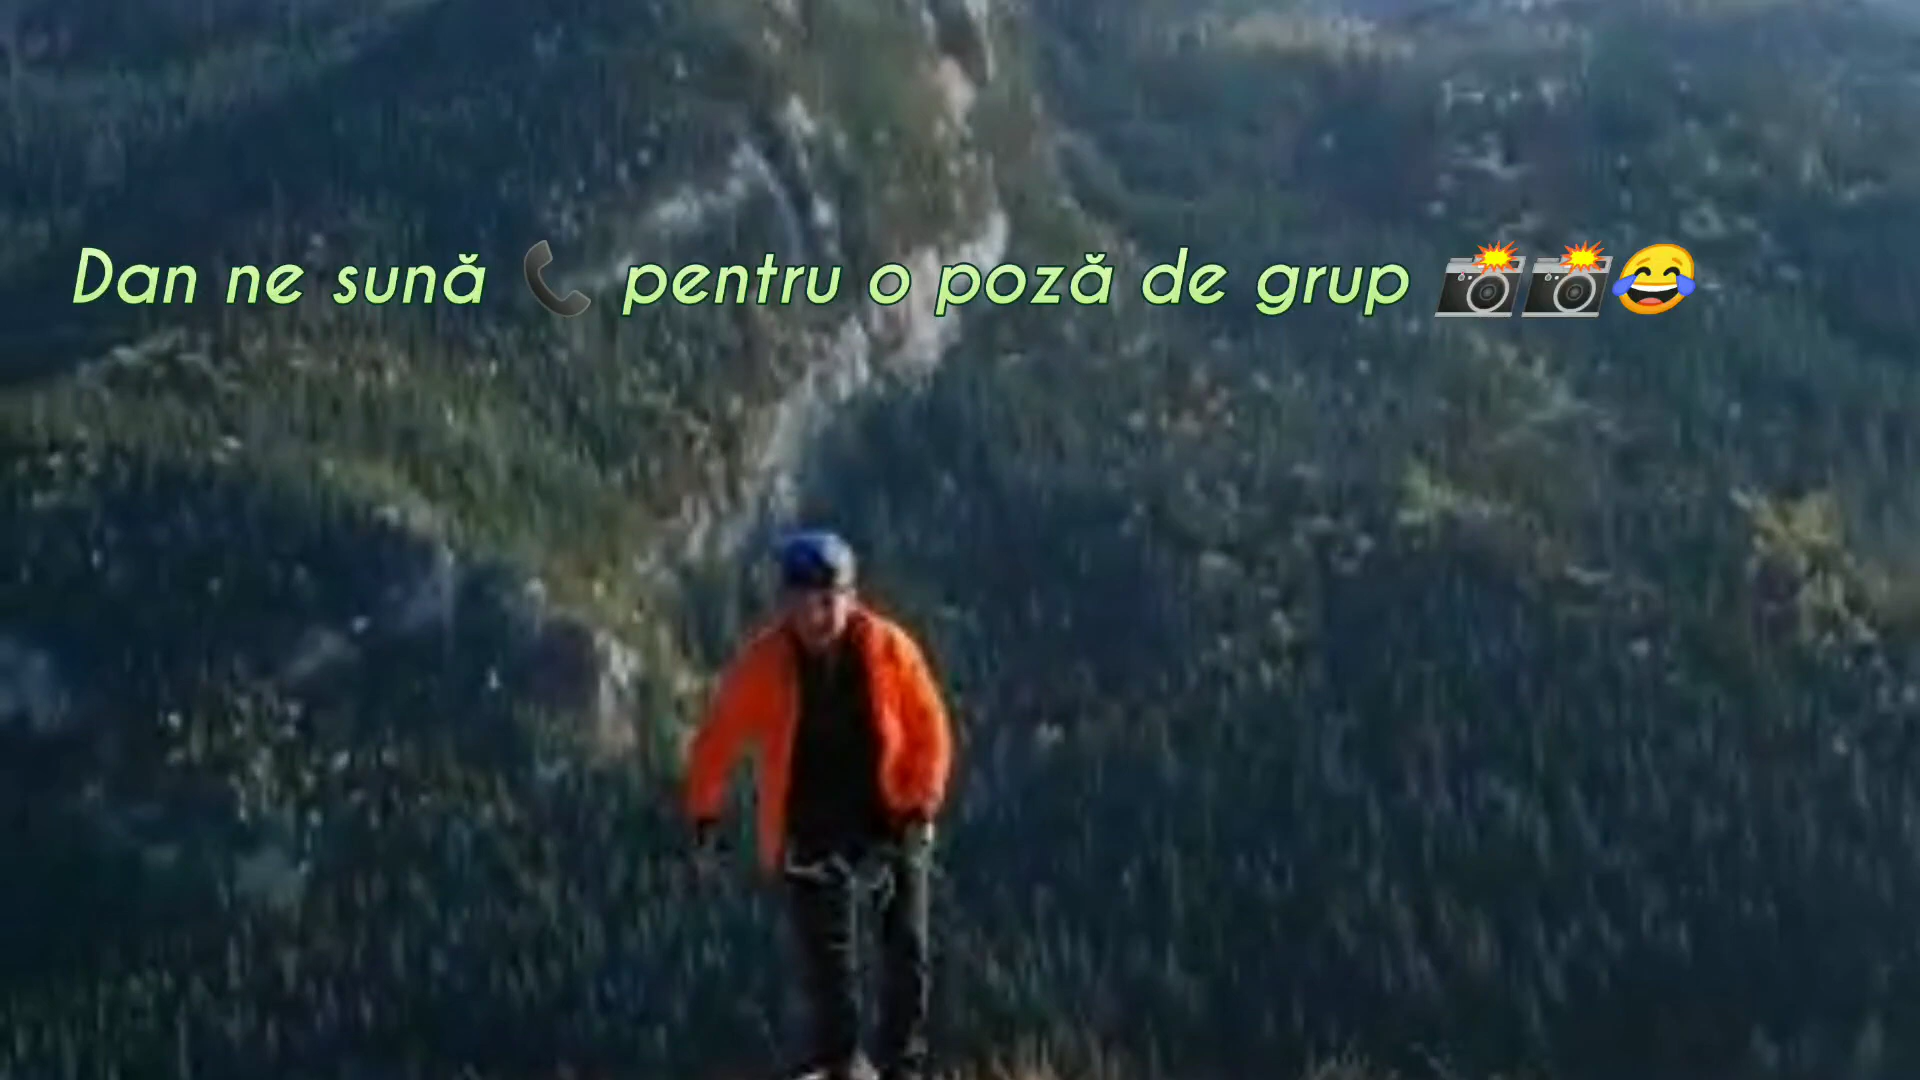 Dan ne sună 📞 pentru o poză de grup 📸📸😂